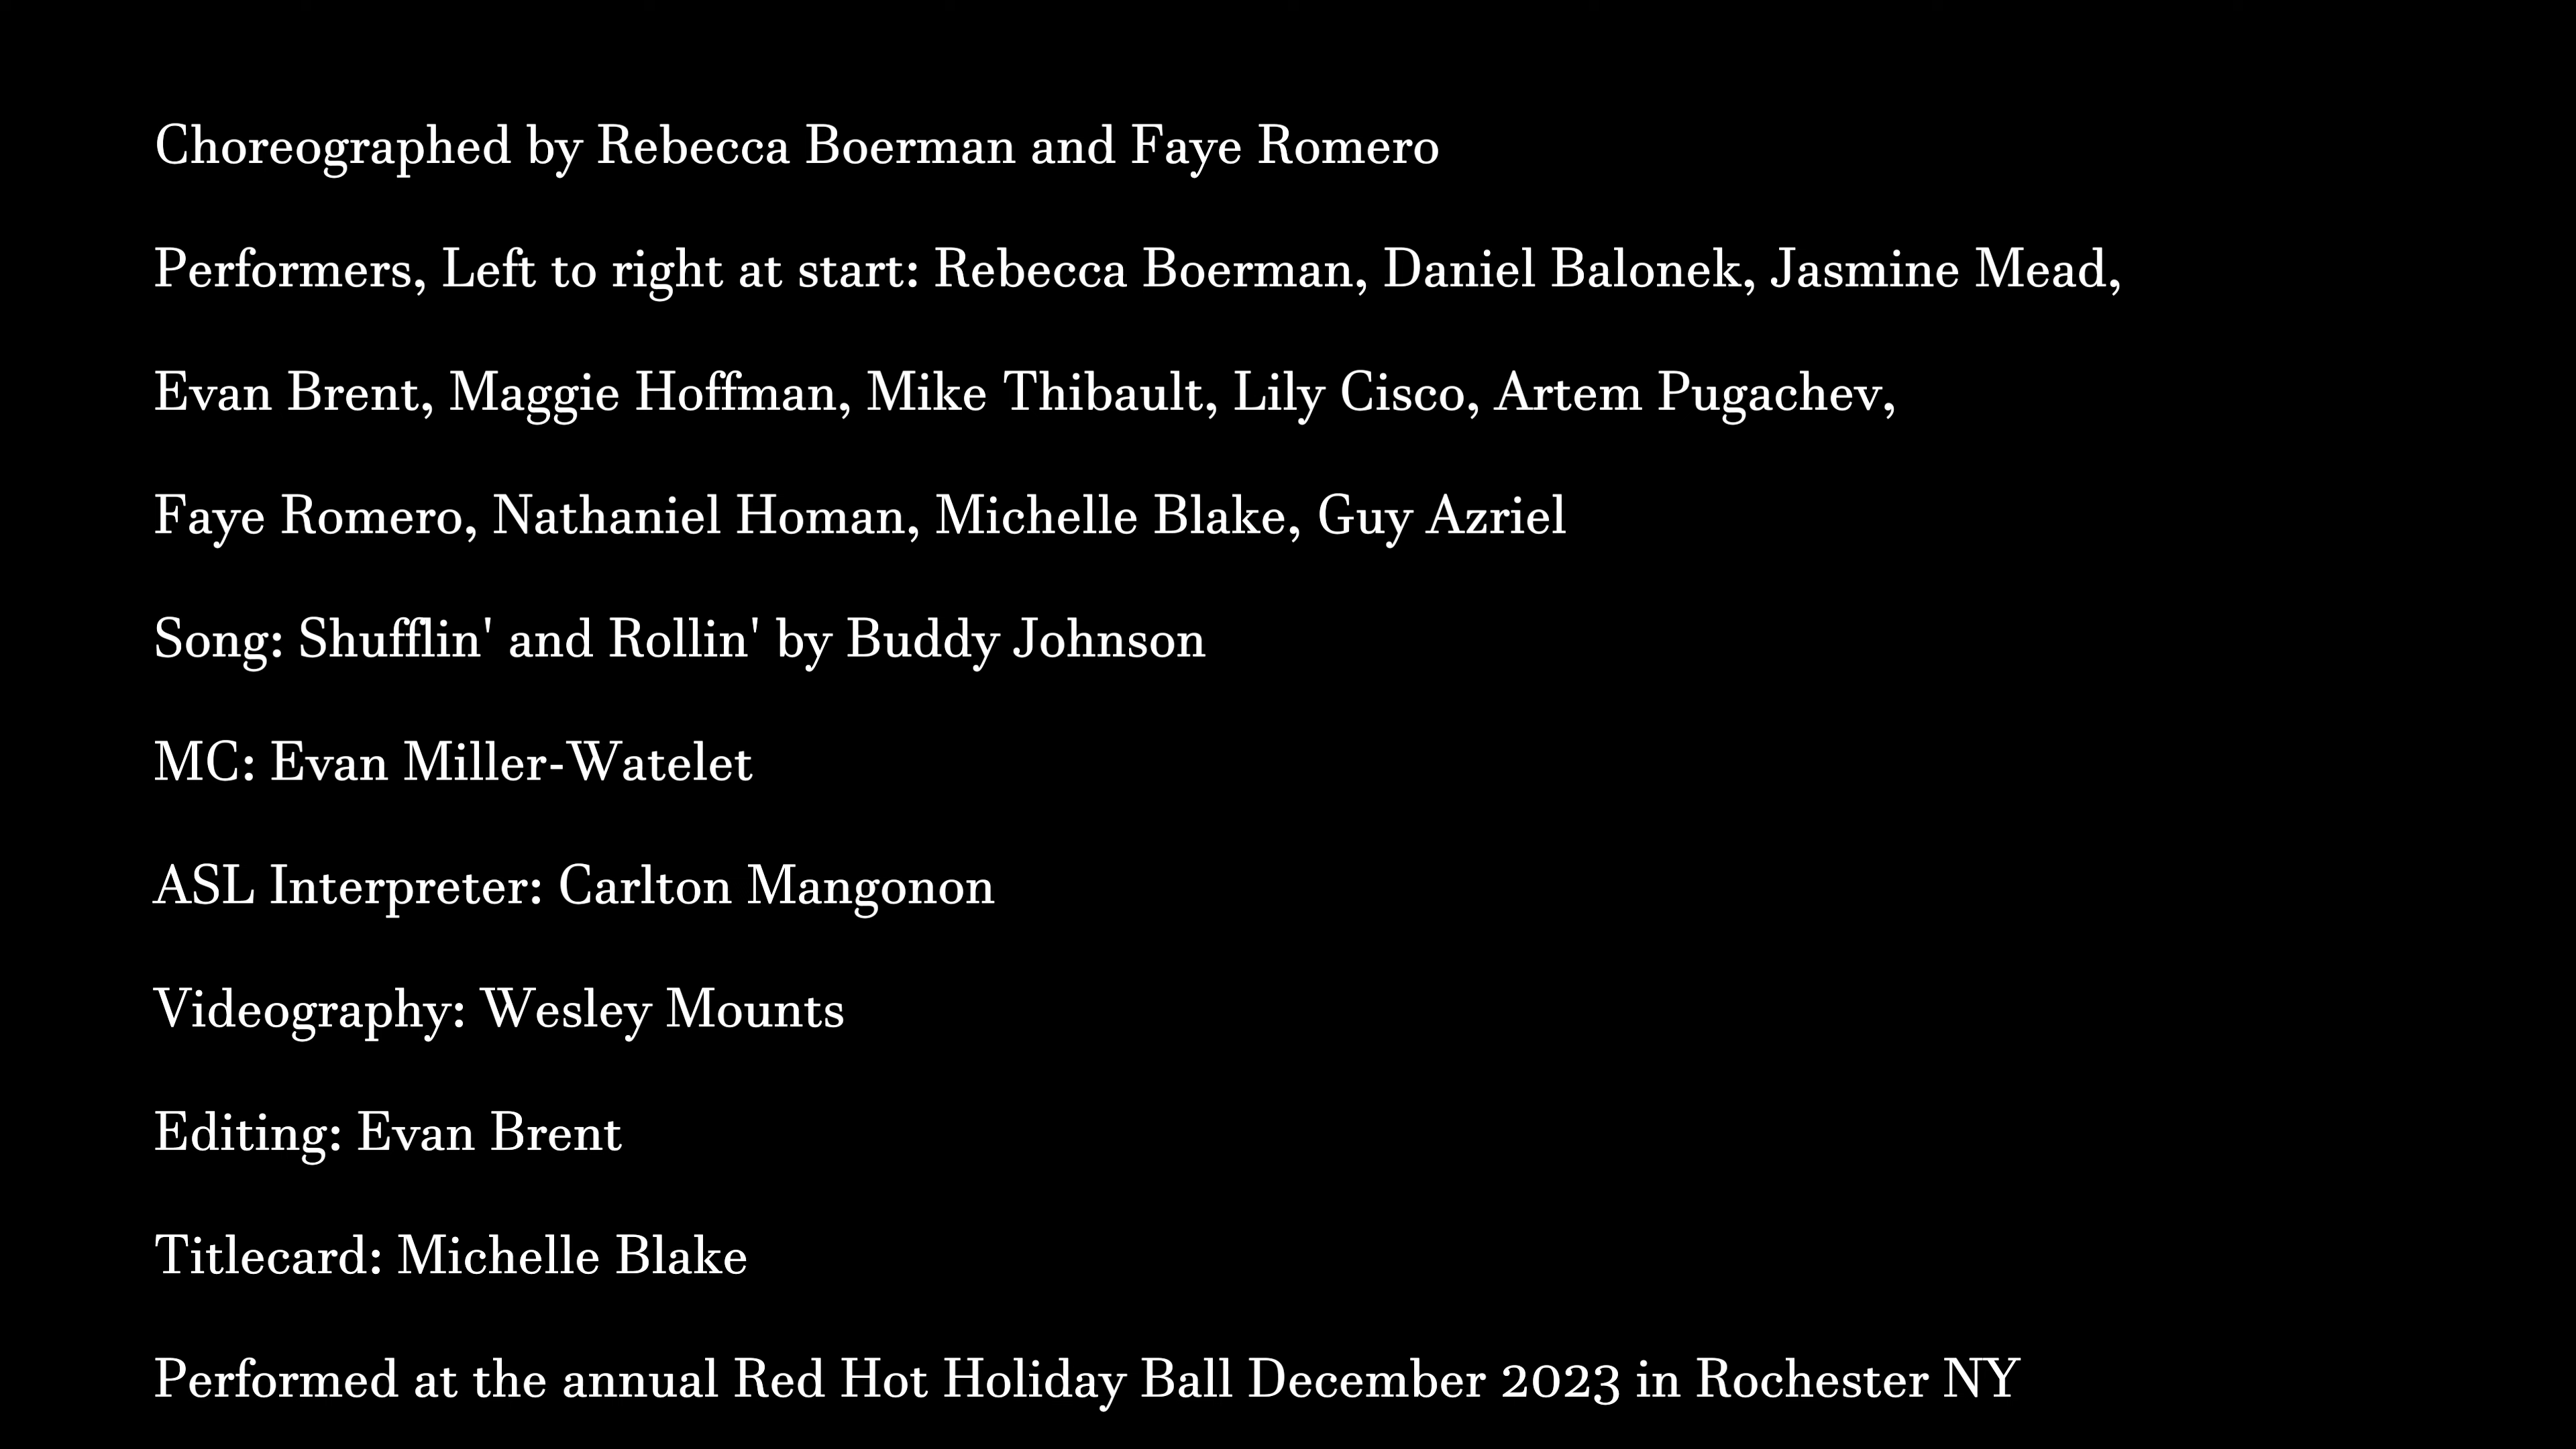 Choreographed by Rebecca Boerman and Faye Romero
Performers, Left to right at start: Rebecca Boerman, Daniel Balonek, Jasmine Mead,
Evan Brent, Maggie Hoffman, Mike Thibault, Lily Cisco, Artem Pugachev,
Faye Romero, Nathaniel Homan, Michelle Blake, Guy Azriel
Song: Shufflin' and Rollin' by Buddy Johnson
MC: Evan Miller-Watelet
ASL Interpreter: Carlton Mangonon
Videography: Wesley Mounts
Editing: Evan Brent
Titlecard: Michelle Blake
Performed at the annual Red Hot Holiday Ball December 2023 in Rochester NY